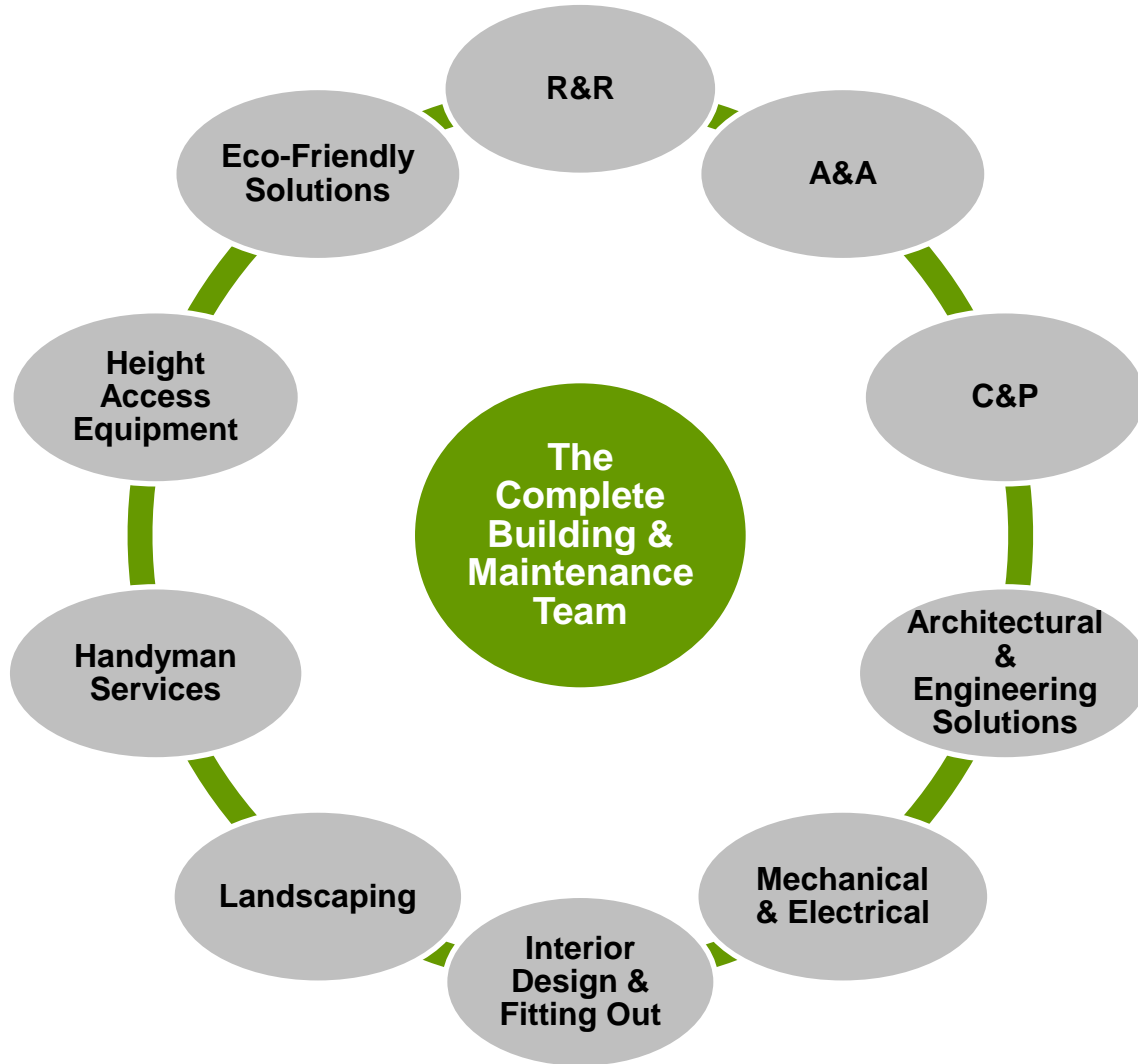 R&R
A&A
C&P
Architectural
&
Engineering
Solutions
Mechanical
& Electrical
Interior
Design &
Fitting Out
Landscaping
Handyman
Services
Height
Access
Equipment
Eco-Friendly
Solutions
The
Complete
Building &
Maintenance
Team